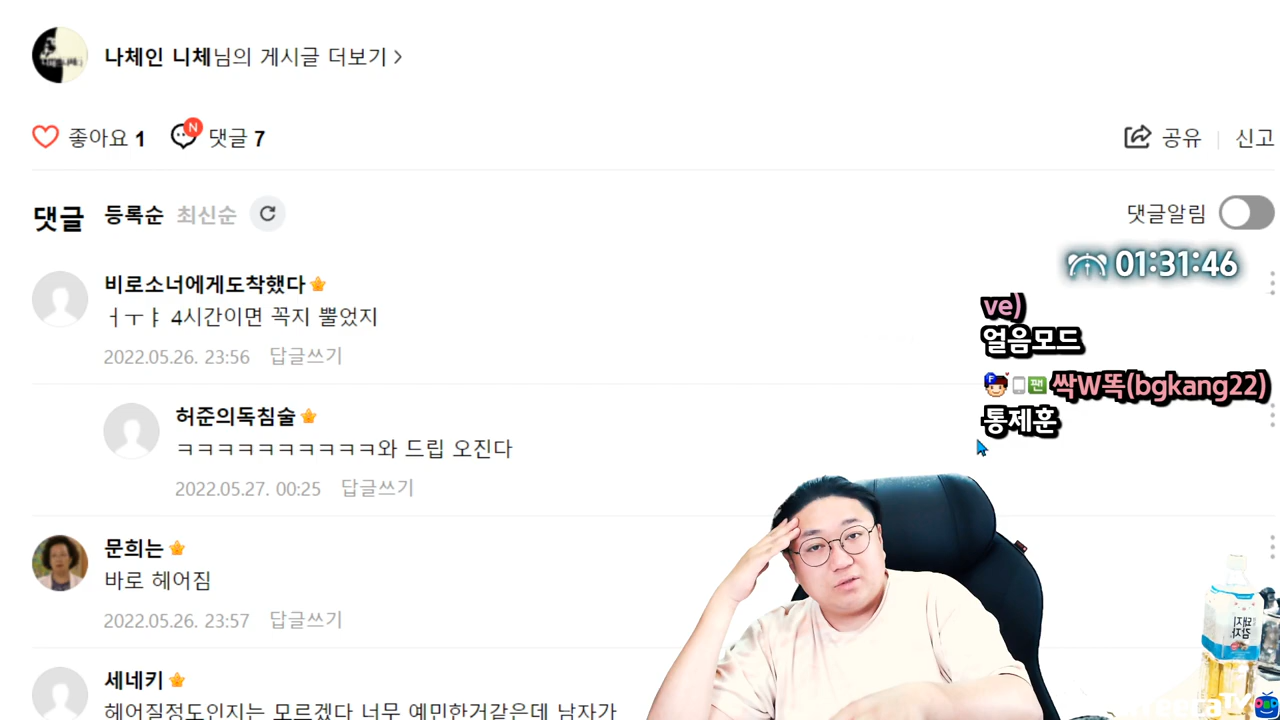 나체인 니체님의 게시글 더보기 >
좋아요 1 N 댓글 7
공유 | 신고
댓글 등록순 최신순
댓글알림
01:31:46
비로소너에게도착했다
ㅓㅜㅑ 4시간이면 꼭지 뿔었지
2022.05.26. 23:56 답글쓰기
ve)
얼음모드
F 팬 싹W똑(bgkang22)
통제훈
허준의독침술
ㅋㅋㅋㅋㅋㅋㅋㅋㅋㅋ와 드립 오진다
2022.05.27. 00:25 답글쓰기
문희는
바로 헤어짐
2022.05.26. 23:57 답글쓰기
세네키
헤어질정도인지는 모르겠다 너무 예민한거같은데 남자가